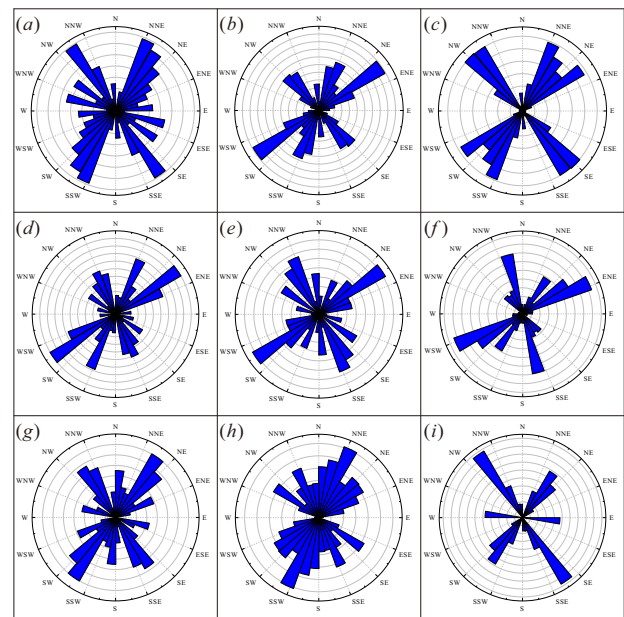 (a)
N
NNW NNE
NW NE
WNW ENE
W E
WSW ESE
SW SE
SSW SSE
S
(b)
N
NNW NNE
NW NE
WNW ENE
W E
WSW ESE
SW SE
SSW SSE
S
(c)
N
NNW NNE
NW NE
WNW ENE
W E
WSW ESE
SW SE
SSW SSE
S
(d)
N
NNW NNE
NW NE
WNW ENE
W E
WSW ESE
SW SE
SSW SSE
S
(e)
N
NNW NNE
NW NE
WNW ENE
W E
WSW ESE
SW SE
SSW SSE
S
(f)
N
NNW NNE
NW NE
WNW ENE
W E
WSW ESE
SW SE
SSW SSE
S
(g)
N
NNW NNE
NW NE
WNW ENE
W E
WSW ESE
SW SE
SSW SSE
S
(h)
N
NNW NNE
NW NE
WNW ENE
W E
WSW ESE
SW SE
SSW SSE
S
(i)
N
NNW NNE
NW NE
WNW ENE
W E
WSW ESE
SW SE
SSW SSE
S